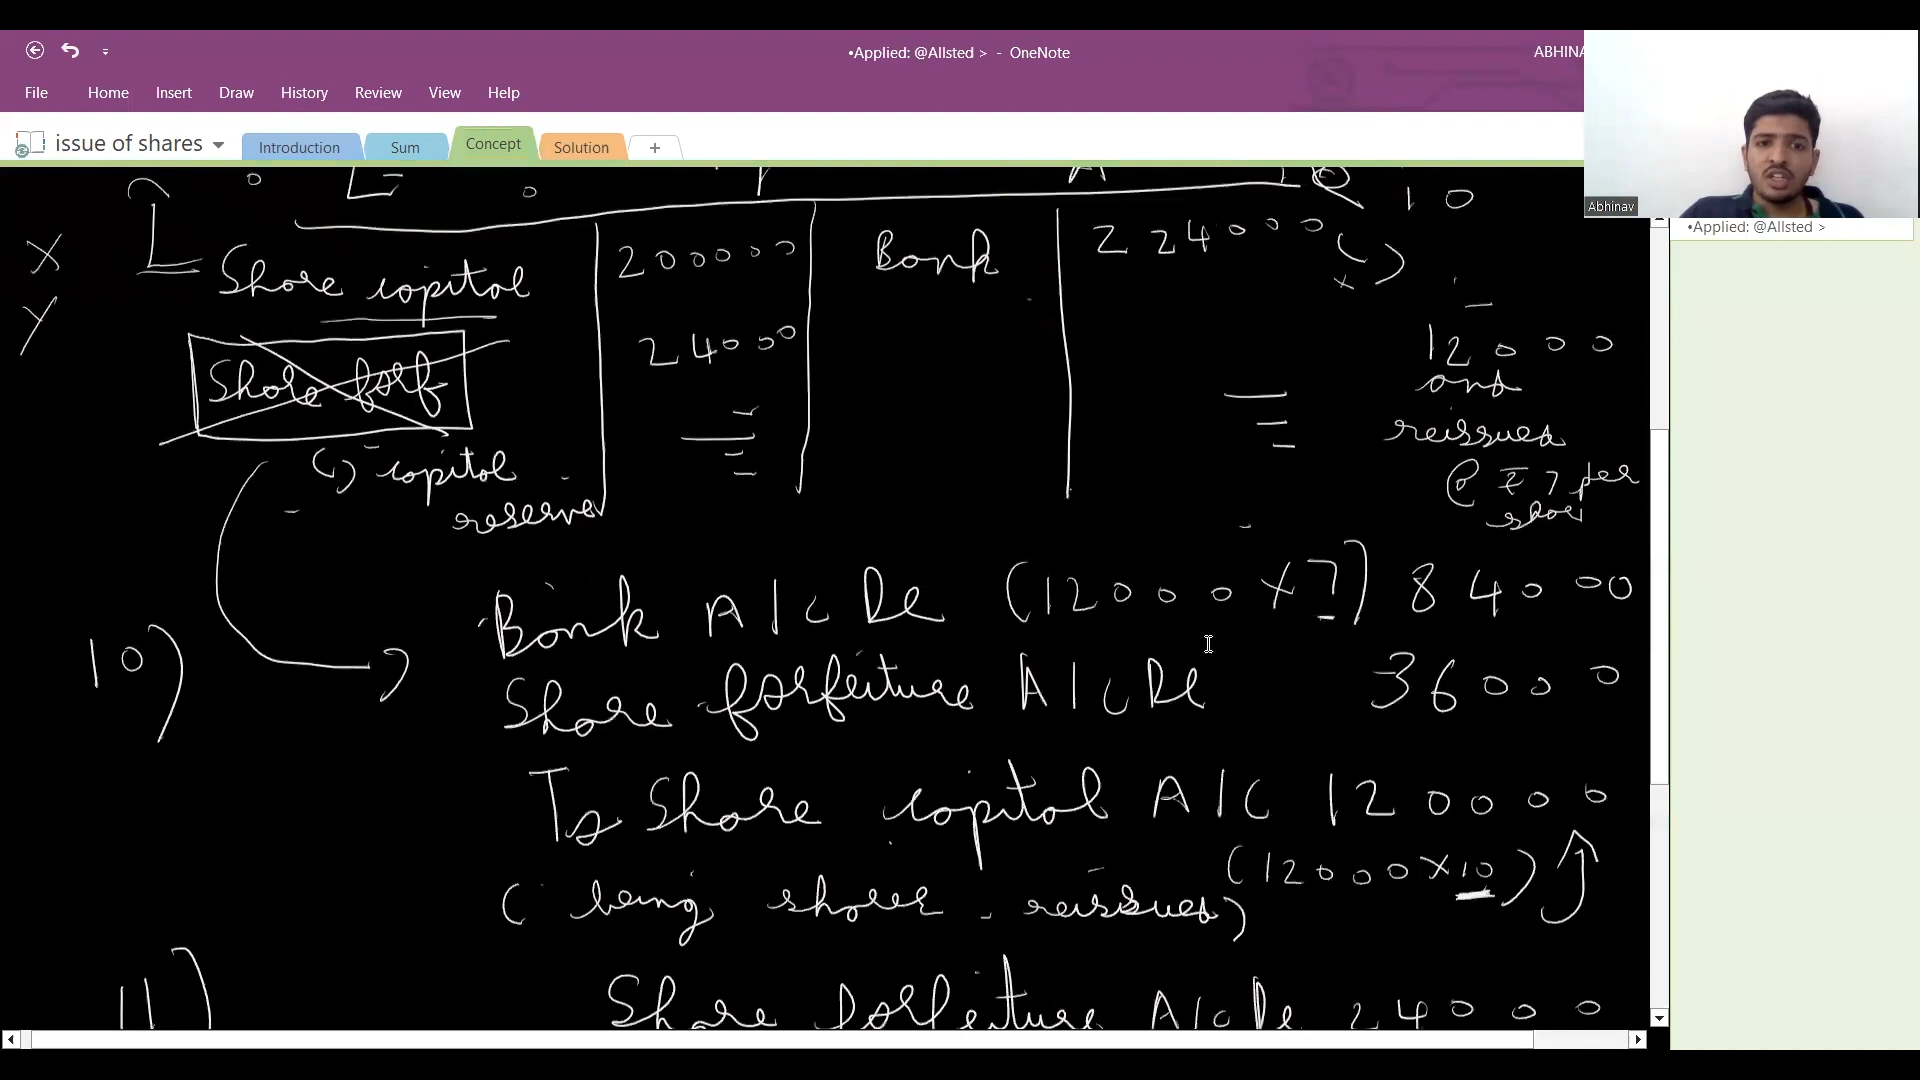 •Applied: @Allsted > - OneNote
ABHINA
File Home Insert Draw History Review View Help
issue of shares
Introduction Sum Concept Solution +
Abhinav
•Applied: @Allsted >
10
X
Y
L
Share capital 200000 Bank 224000
24000
Share forf
(-) capital
reserve
12000
and
reissued
@ ₹ 7 per
share
10)
Bank A/c Dr (12000 X 7) 84000
Share forfeiture A/c Dr 36000
To Share capital A/C 120000
(12000 X 10)
( being shares reissued)
11)
Share forfeiture A/c Dr 24000